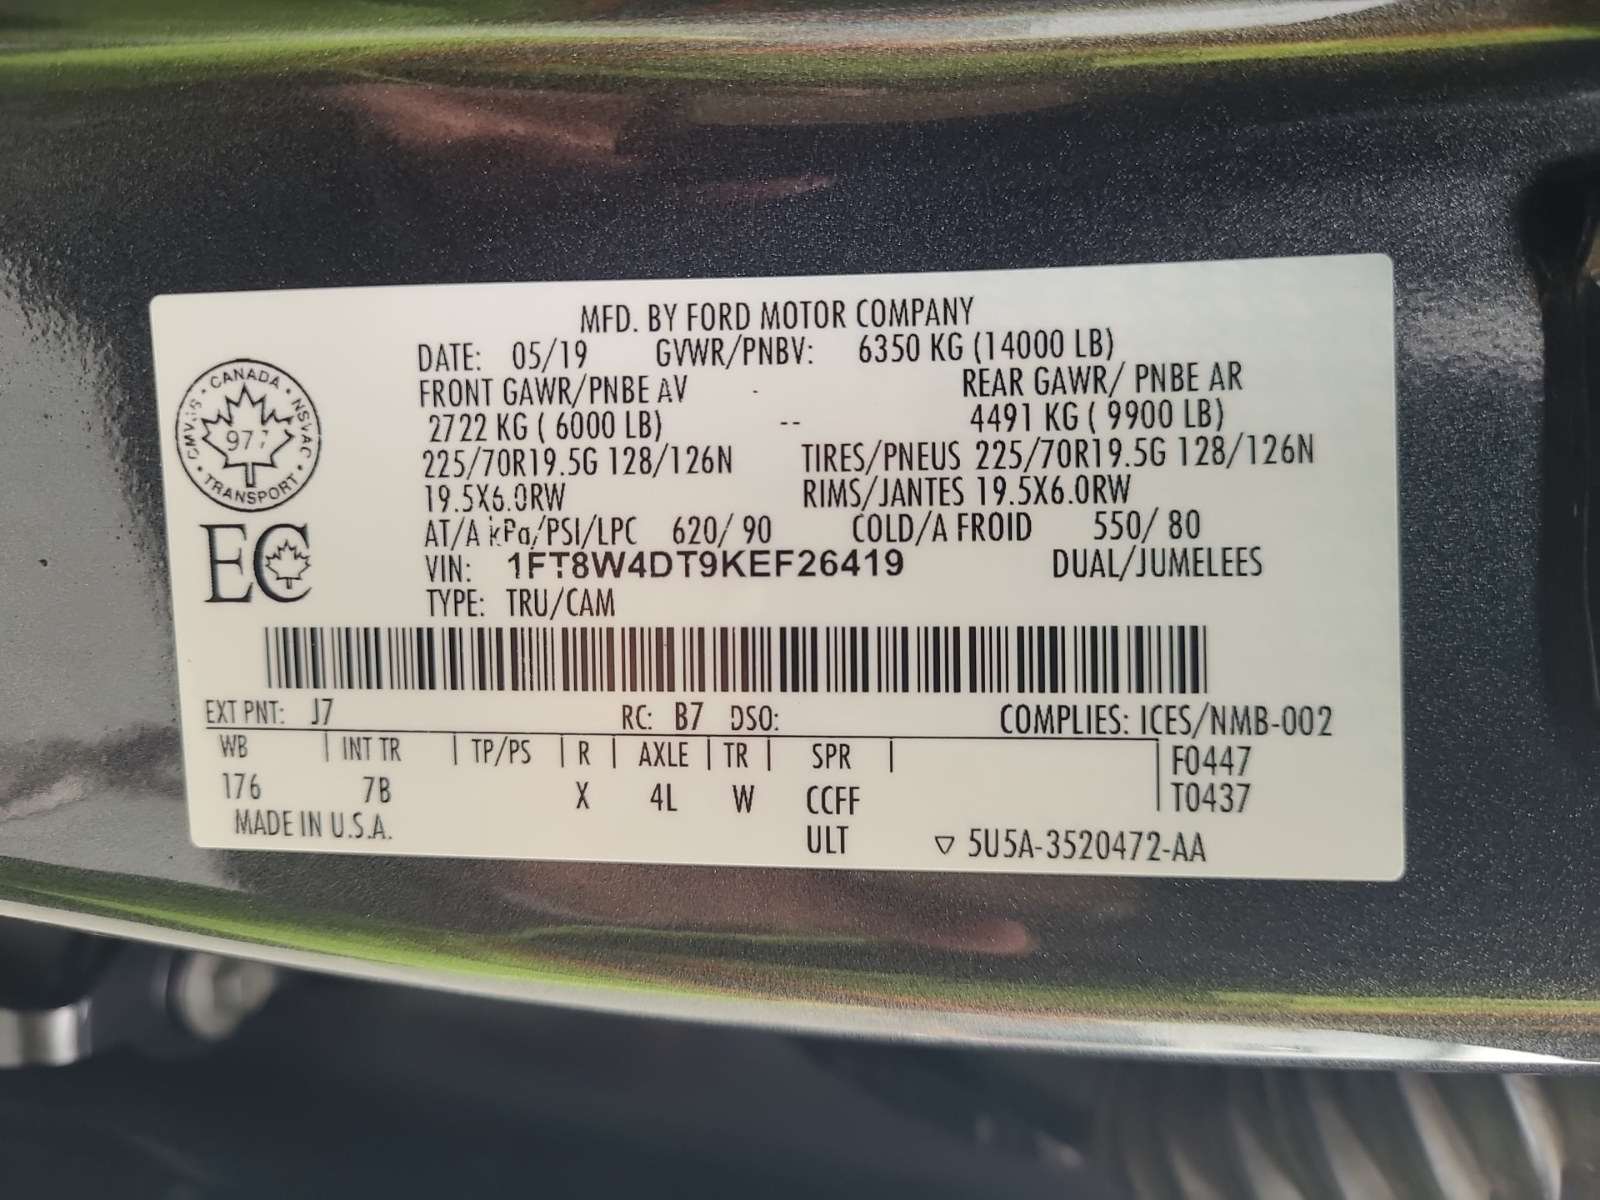 MFD. BY FORD MOTOR COMPANY
DATE: 05/19 GVWR/PNBV: 6350 KG (14000 LB)
FRONT GAWR/PNBE AV REAR GAWR/ PNBE AR
2722 KG ( 6000 LB) -- 4491 KG ( 9900 LB)
225/70R19.5G 128/126N TIRES/PNEUS 225/70R19.5G 128/126N
19.5X6.0RW RIMS/JANTES 19.5X6.0RW
AT/A kPa/PSI/LPC 620/ 90 COLD/A FROID 550/ 80
VIN: 1FT8W4DT9KEF26419 DUAL/JUMELEES
TYPE: TRU/CAM
CANADA
NSVAC
TRANSPORT
CMVSS
977
EC
EXT PNT: J7 RC: B7 DSO: COMPLIES: ICES/NMB-002
WB | INT TR | TP/PS | R | AXLE | TR | SPR | F0447
176 7B X 4L W CCFF T0437
MADE IN U.S.A. ULT ▽ 5U5A-3520472-AA